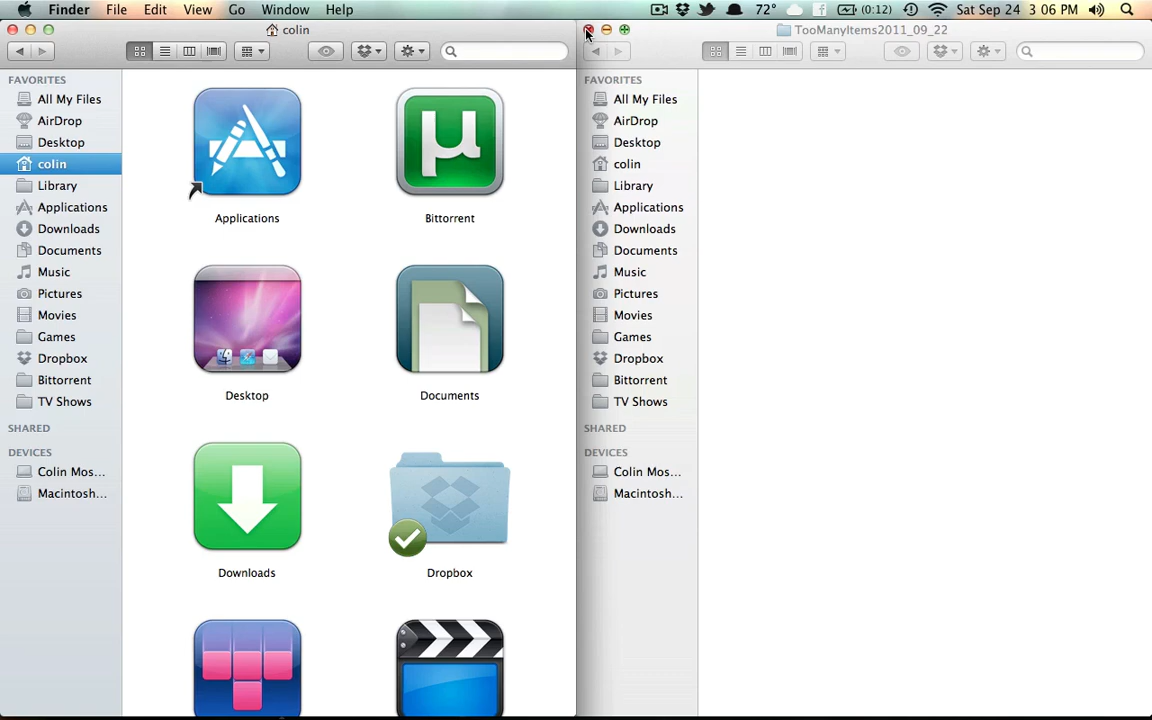 Finder File Edit View Go Window Help 72° (0:12) Sat Sep 24 3:06 PM
colin
TooManyItems2011_09_22
FAVORITES
All My Files
AirDrop
Desktop
colin
Library
Applications
Downloads
Documents
Music
Pictures
Movies
Games
Dropbox
Bittorrent
TV Shows
SHARED
DEVICES
Colin Mos...
Macintosh...
µ
Applications
Bittorrent
Desktop
Documents
Downloads
Dropbox
FAVORITES
All My Files
AirDrop
Desktop
colin
Library
Applications
Downloads
Documents
Music
Pictures
Movies
Games
Dropbox
Bittorrent
TV Shows
SHARED
DEVICES
Colin Mos...
Macintosh...